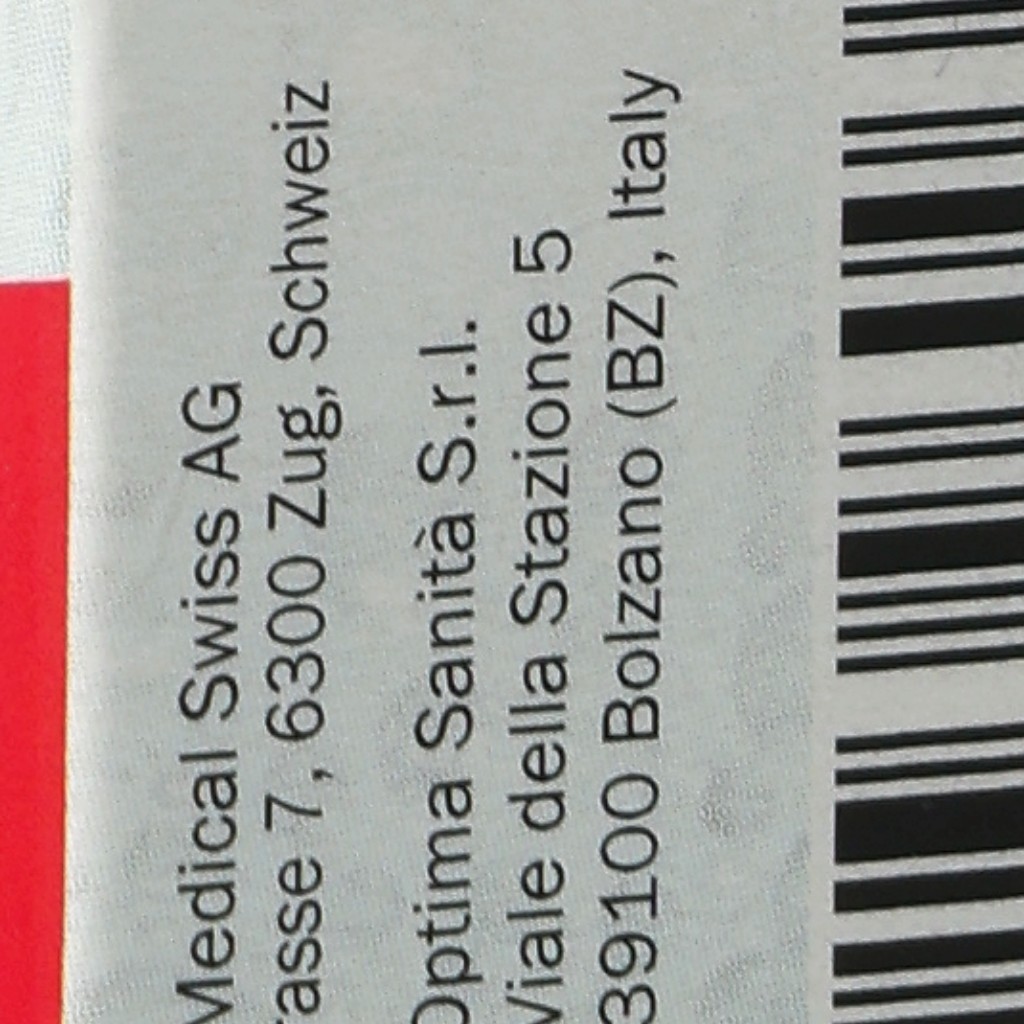 Medical Swiss AG
asse 7, 6300 Zug, Schweiz
Optima Sanità S.r.l.
Viale della Stazione 5
39100 Bolzano (BZ), Italy